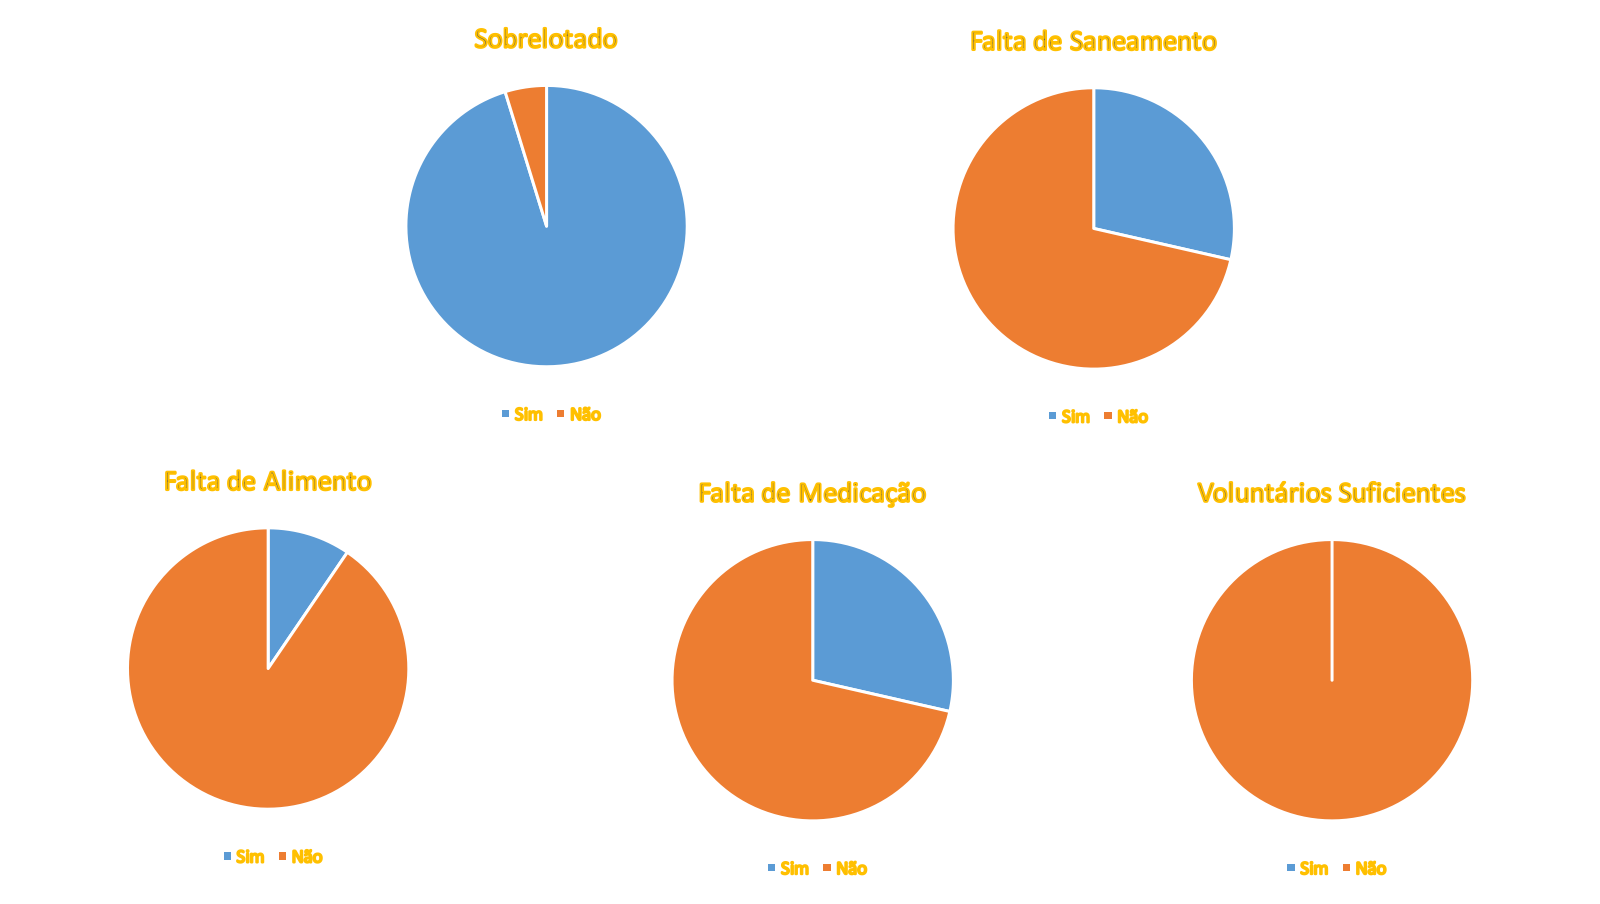 Sobrelotado
Sim Não
Falta de Saneamento
Sim Não
Falta de Alimento
Sim Não
Falta de Medicação
Sim Não
Voluntários Suficientes
Sim Não